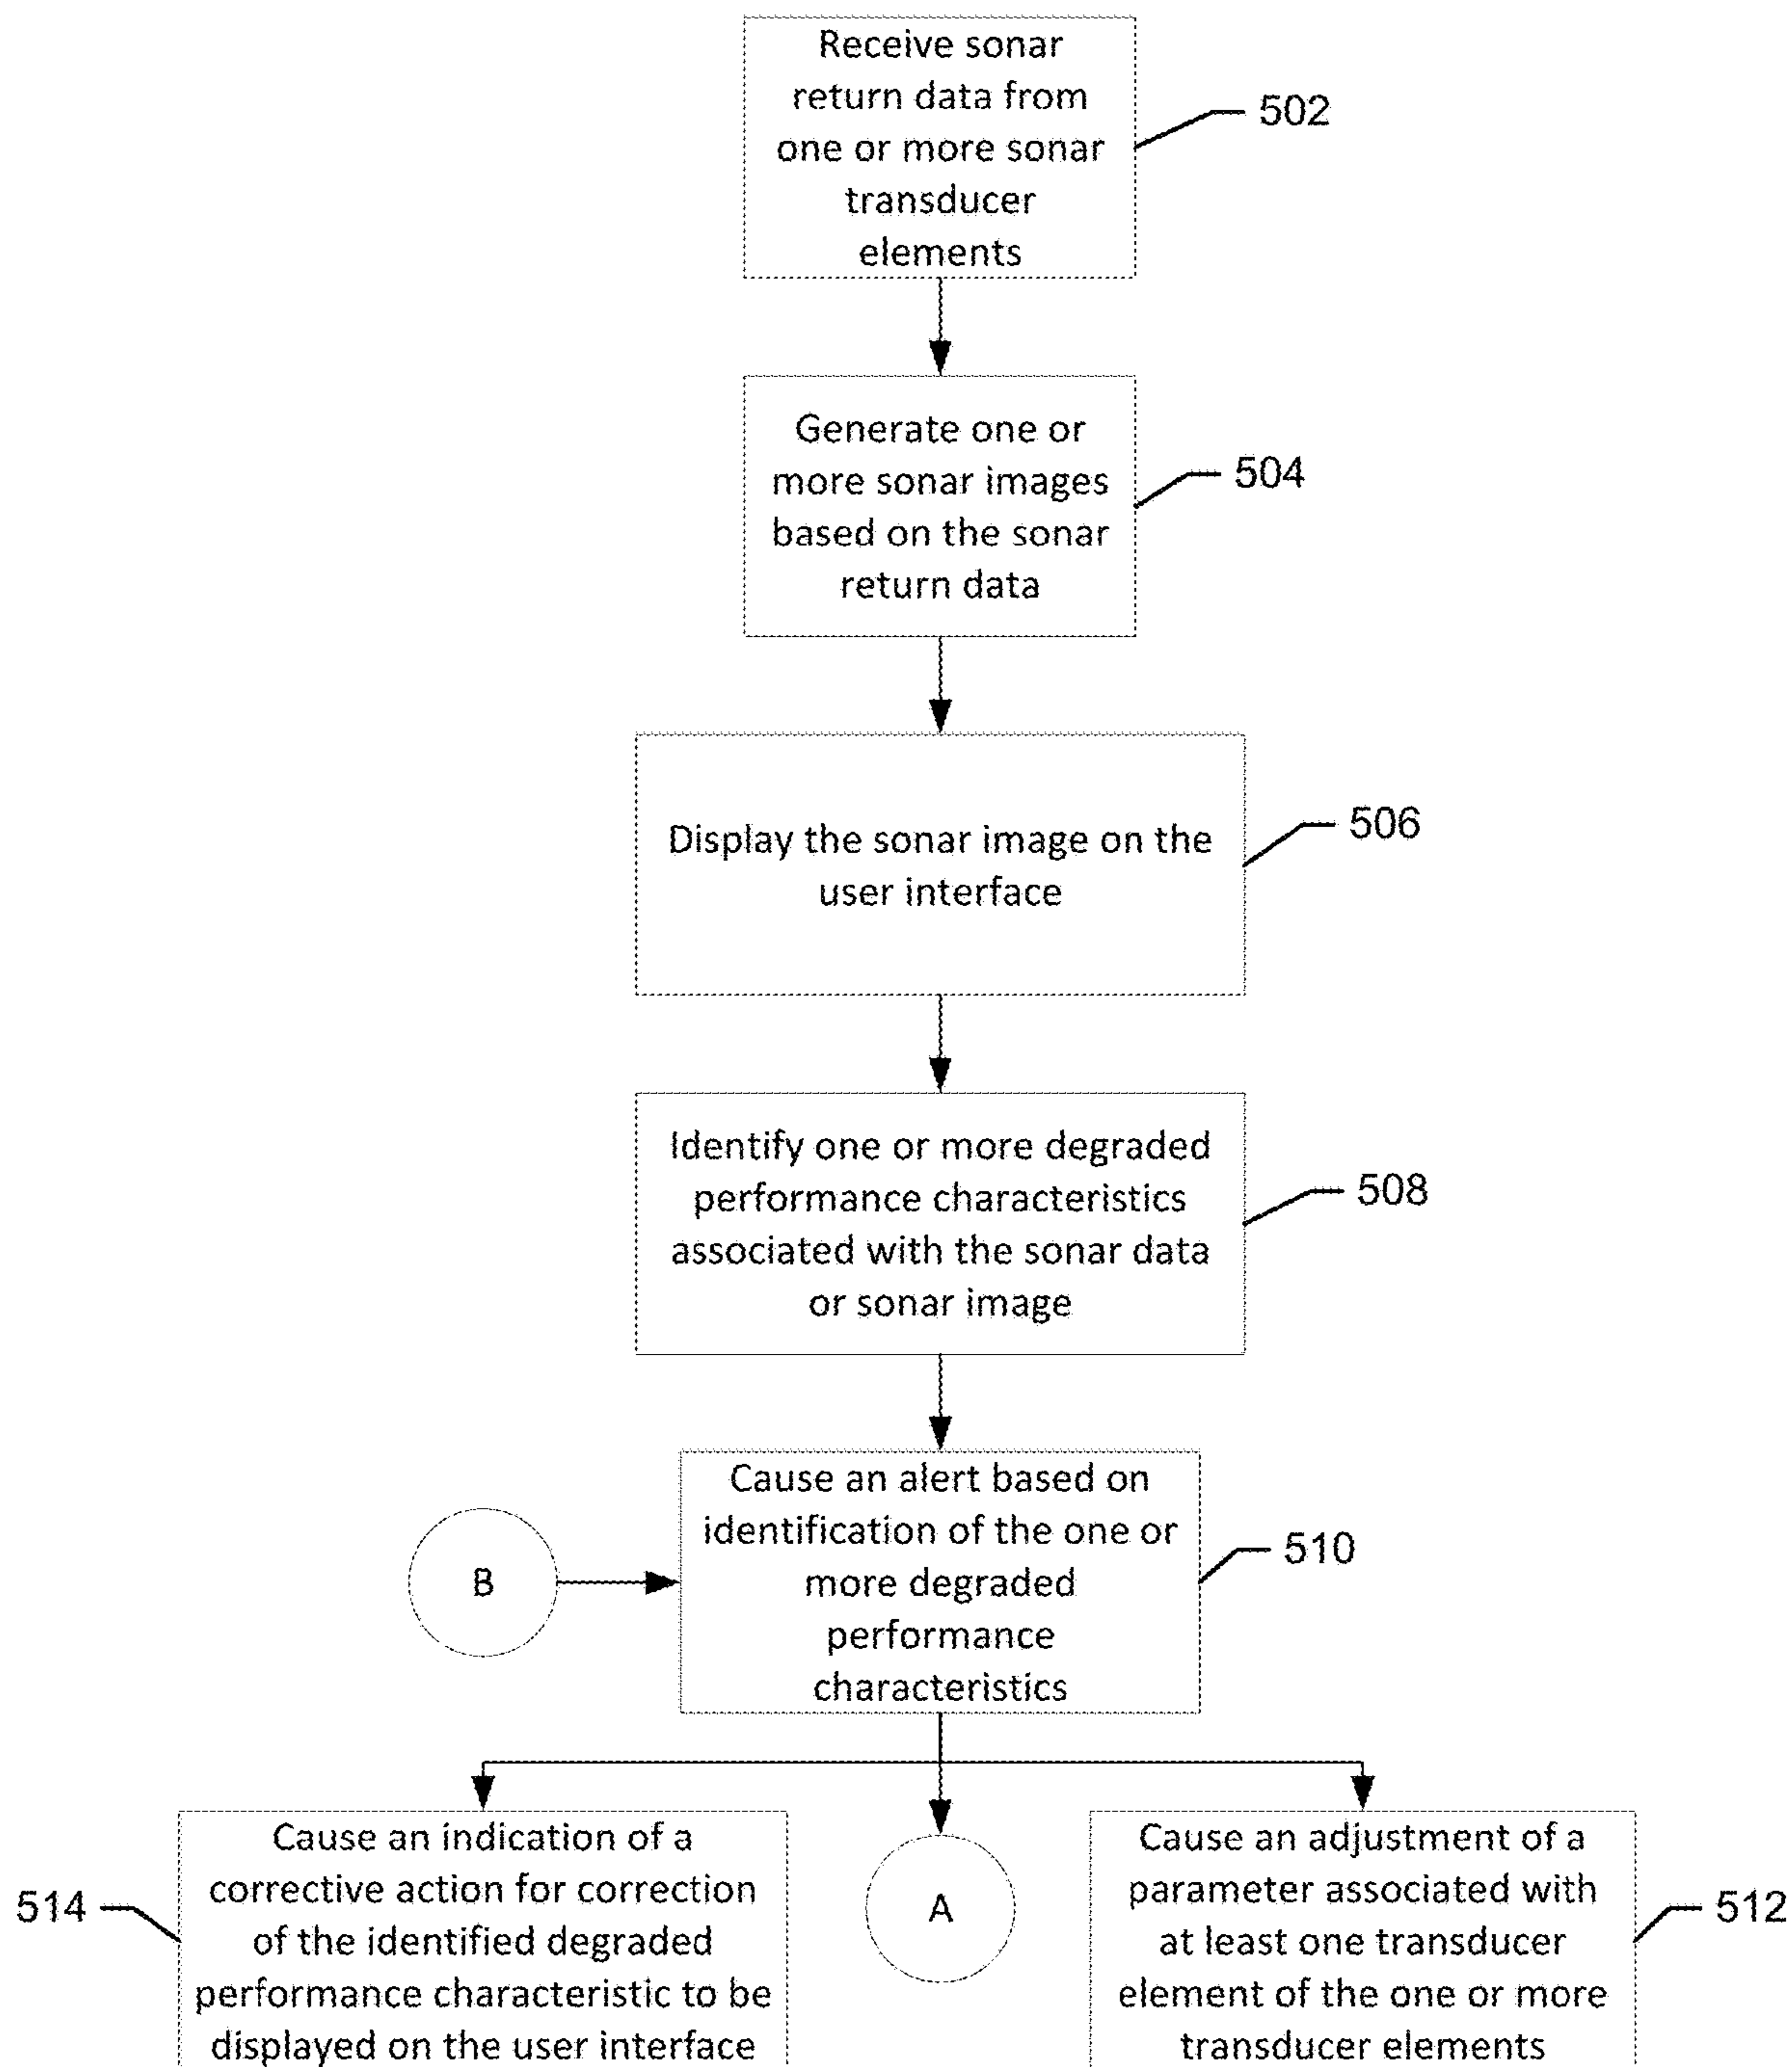 Receive sonar
return data from
one or more sonar
transducer
elements
502
Generate one or
more sonar images
based on the sonar
return data
504
Display the sonar image on the
user interface
506
Identify one or more degraded
performance characteristics
associated with the sonar data
or sonar image
508
Cause an alert based on
identification of the one or
more degraded
performance
characteristics
510
B
514
Cause an indication of a
corrective action for correction
of the identified degraded
performance characteristic to be
displayed on the user interface
A
Cause an adjustment of a
parameter associated with
at least one transducer
element of the one or more
transducer elements
512